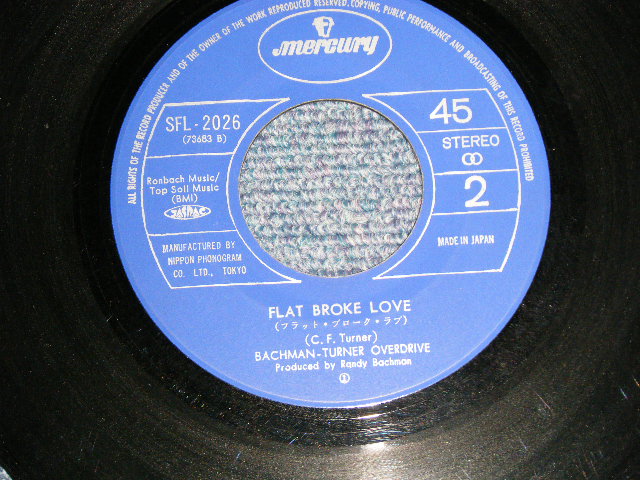 ALL RIGHTS OF THE RECORD PRODUCER AND OF THE OWNER OF THE WORK REPRODUCED RESERVED. COPYING, PUBLIC PERFORMANCE AND BROADCASTING OF THIS RECORD PROHIBITED
mercury
SFL-2026
(73683 B)
Ronbach Music/
Top Soil Music
(BMI)
JASRAC
MANUFACTURED BY
NIPPON PHONOGRAM
CO. LTD., TOKYO
45
STEREO
2
MADE IN JAPAN
FLAT BROKE LOVE
(フラット・ブローク・ラブ)
(C. F. Turner)
BACHMAN-TURNER OVERDRIVE
Produced by Randy Bachman